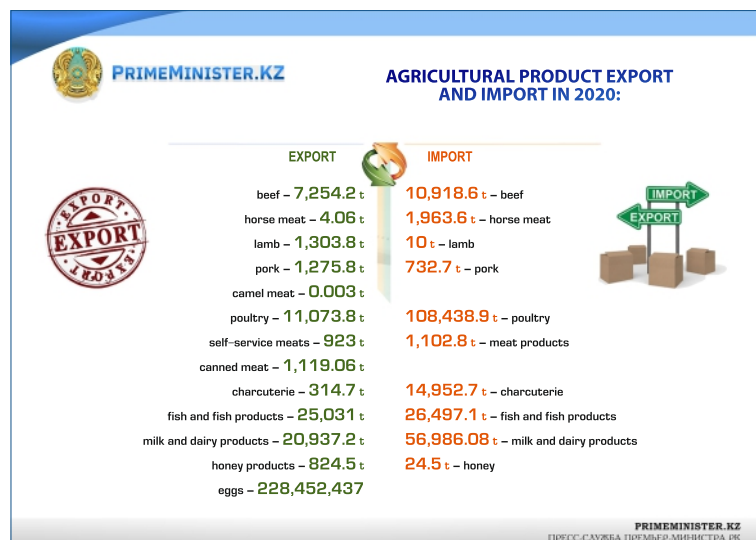 PRIMEMINISTER.KZ
AGRICULTURAL PRODUCT EXPORT
AND IMPORT IN 2020:
EXPORT
IMPORT
beef – 7,254.2 t
10,918.6 t – beef
horse meat – 4.06 t
1,963.6 t – horse meat
lamb – 1,303.8 t
10 t – lamb
pork – 1,275.8 t
732.7 t – pork
camel meat – 0.003 t
poultry – 11,073.8 t
108,438.9 t – poultry
self-service meats – 923 t
1,102.8 t – meat products
canned meat – 1,119.06 t
charcuterie – 314.7 t
14,952.7 t – charcuterie
fish and fish products – 25,031 t
26,497.1 t – fish and fish products
milk and dairy products – 20,937.2 t
56,986.08 t – milk and dairy products
honey products – 824.5 t
24.5 t – honey
eggs – 228,452,437
EXPORT
EXPORT
EXPORT
IMPORT
EXPORT
PRIMEMINISTER.KZ
ПРЕСС-СЛУЖБА ПРЕМЬЕР-МИНИСТРА РК